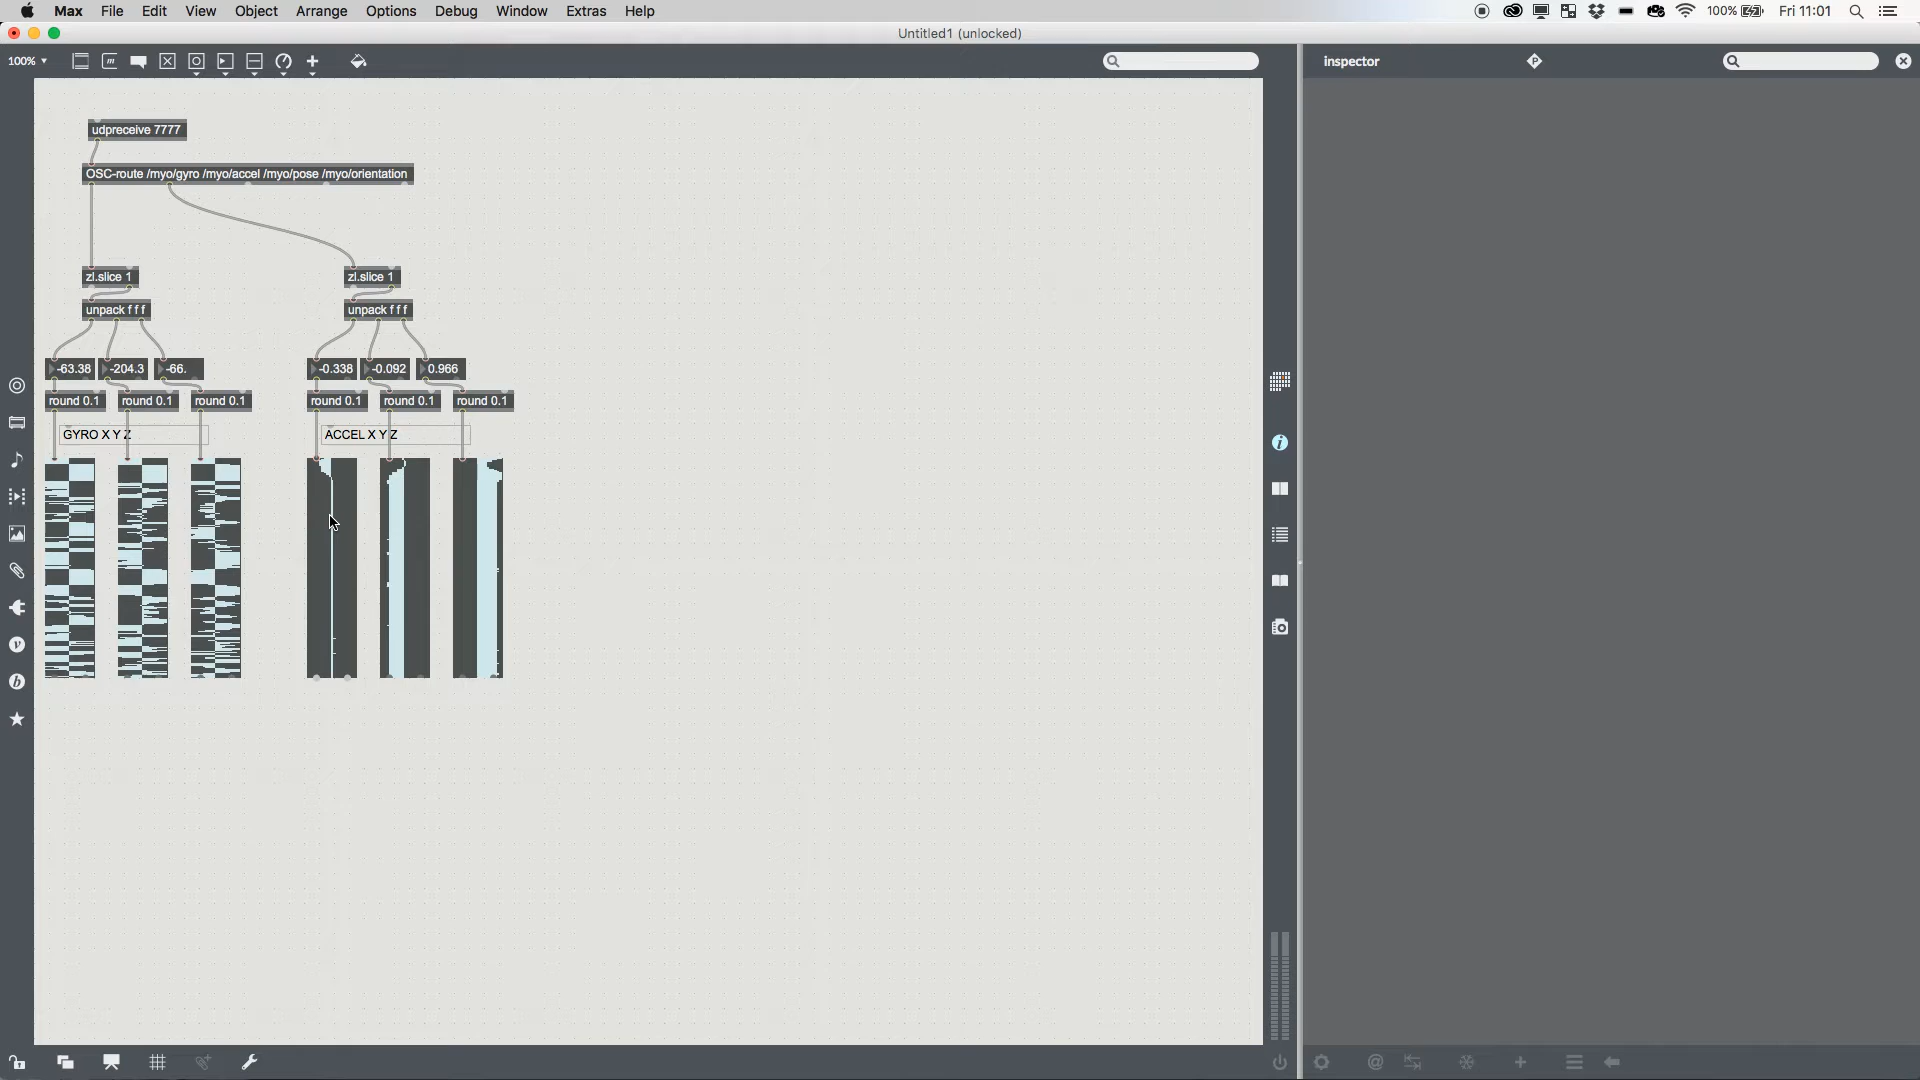 Max File Edit View Object Arrange Options Debug Window Extras Help 100% Fri 11:01
Untitled1 (unlocked)
100%
inspector
udpreceive 7777
OSC-route /myo/gyro /myo/accel /myo/pose /myo/orientation
zl.slice 1 zl.slice 1
unpack f f f unpack f f f
-63.38 -204.3 -66. -0.338 -0.092 0.966
round 0.1 round 0.1 round 0.1 round 0.1 round 0.1 round 0.1
GYRO X Y Z ACCEL X Y Z